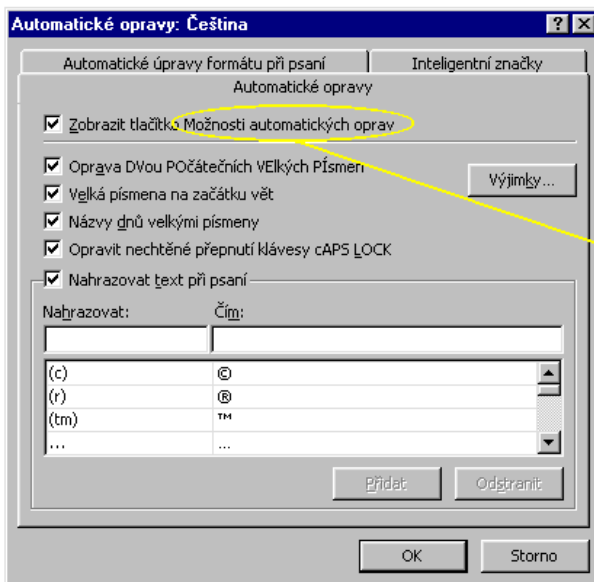 Automatické opravy: Čeština
Automatické úpravy formátu při psaní
Inteligentní značky
Automatické opravy
Zobrazit tlačítko Možnosti automatických oprav
Oprava DVou POčátečních VElkých PÍsmen
Výjimky...
Velká písmena na začátku vět
Názvy dnů velkými písmeny
Opravit nechtěné přepnutí klávesy cAPS LOCK
Nahrazovat text při psaní
Nahrazovat: Čím:
(c) ©
(r) ®
(tm) ™
... ...
Přidat Odstranit
OK Storno